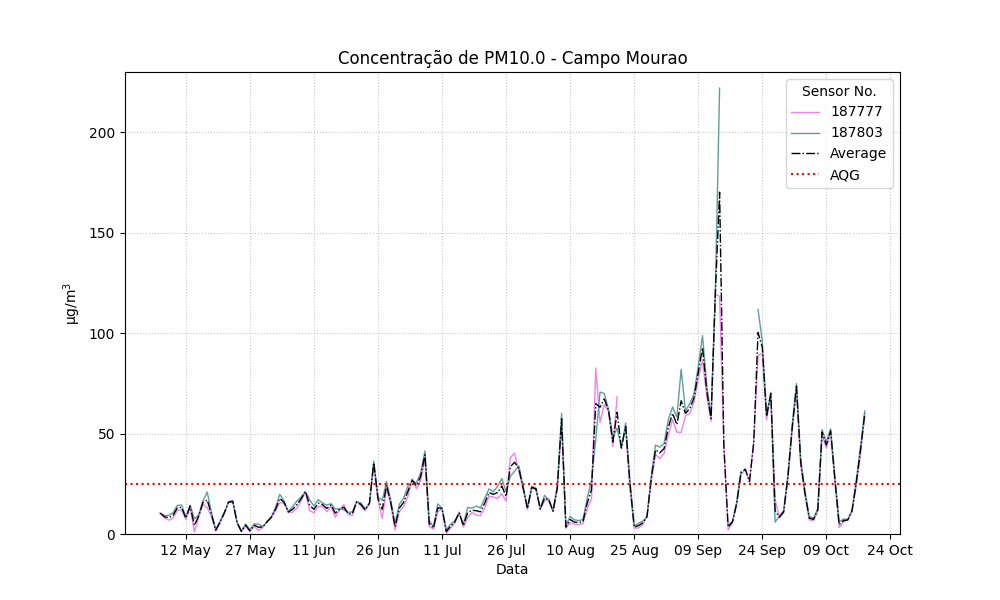 Concentração de PM10.0 - Campo Mourao
Sensor No.
187777
187803
Average
AQG
200
150
100
50
0
µg/m³
12 May 27 May 11 Jun 26 Jun 11 Jul 26 Jul 10 Aug 25 Aug 09 Sep 24 Sep 09 Oct 24 Oct
Data